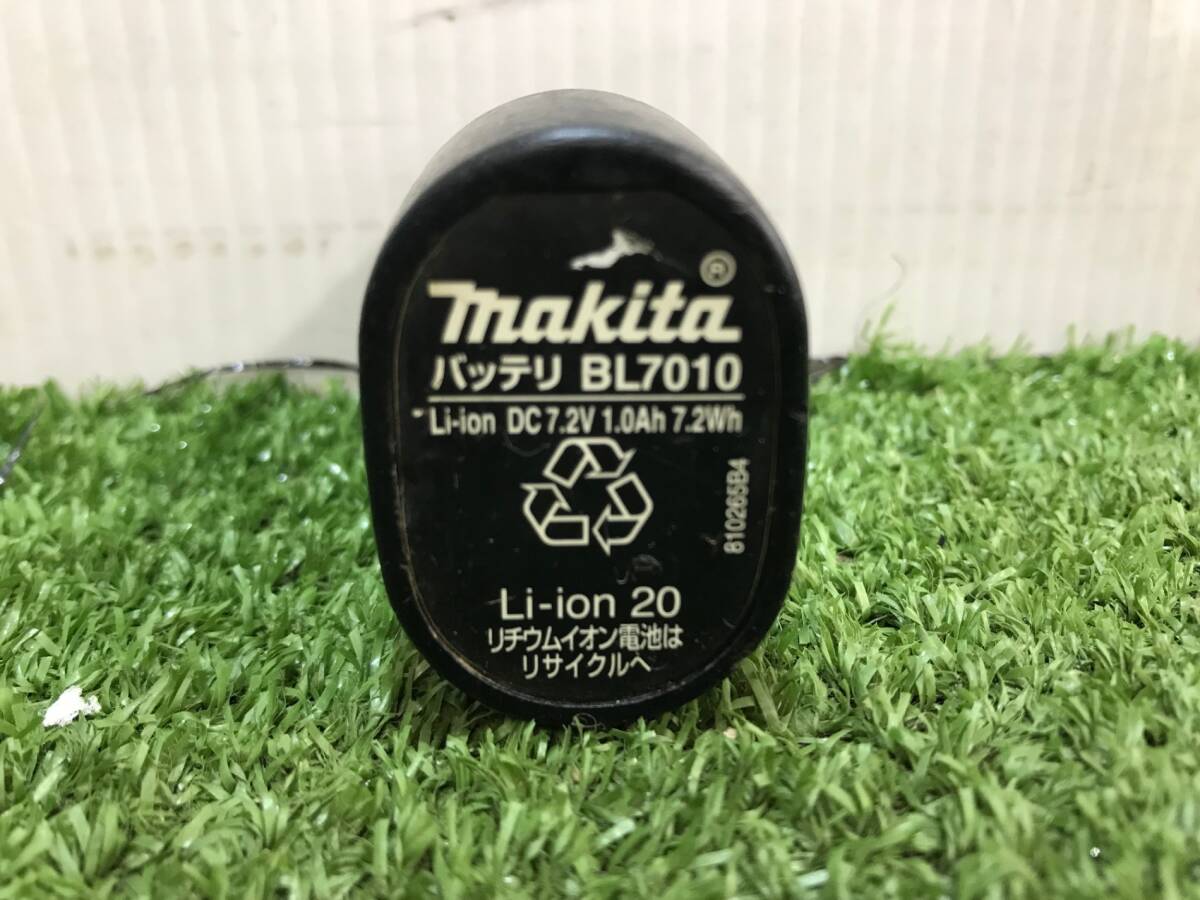 makita®
バッテリ BL7010
Li-ion DC 7.2V 1.0Ah 7.2Wh
810265B4
Li-ion 20
リチウムイオン電池は
リサイクルへ